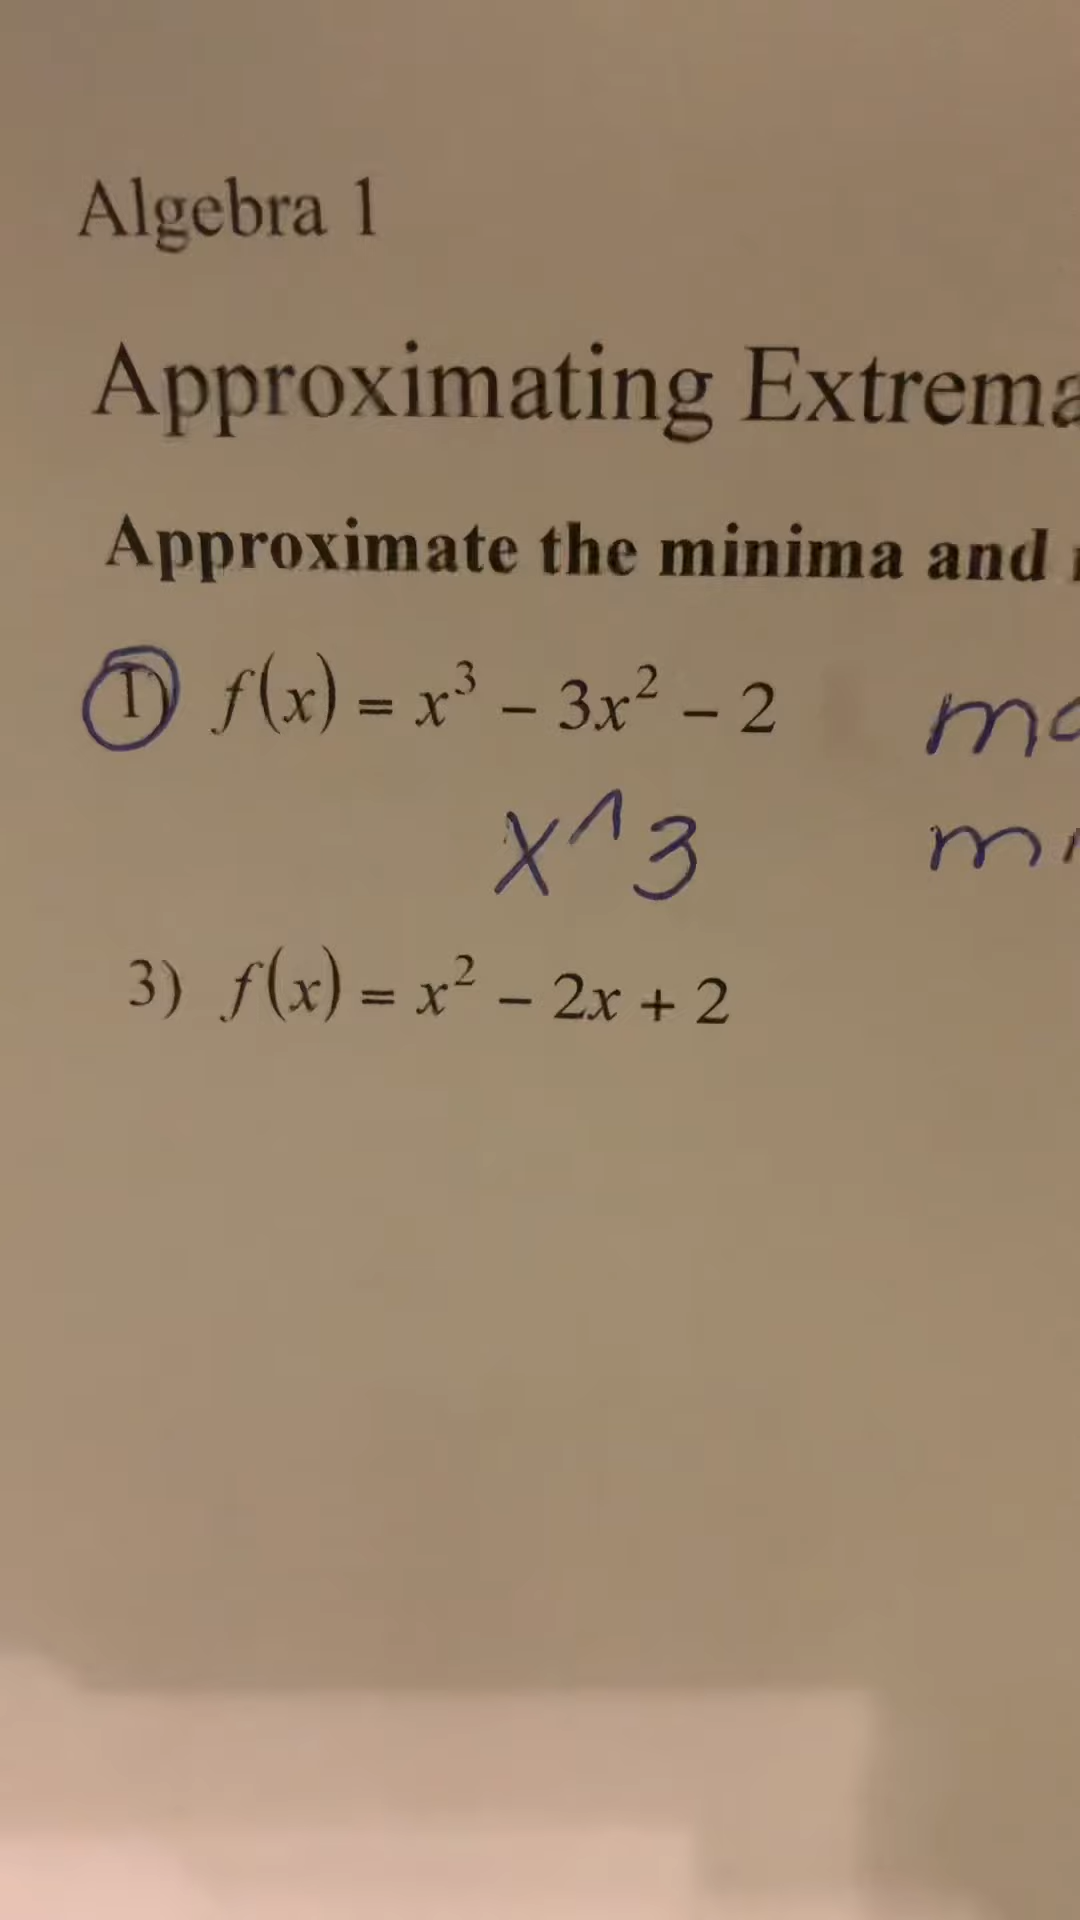 Algebra 1
Approximating Extrema
Approximate the minima and
1) f(x) = x³ − 3x² − 2
x^3
3) f(x) = x² − 2x + 2